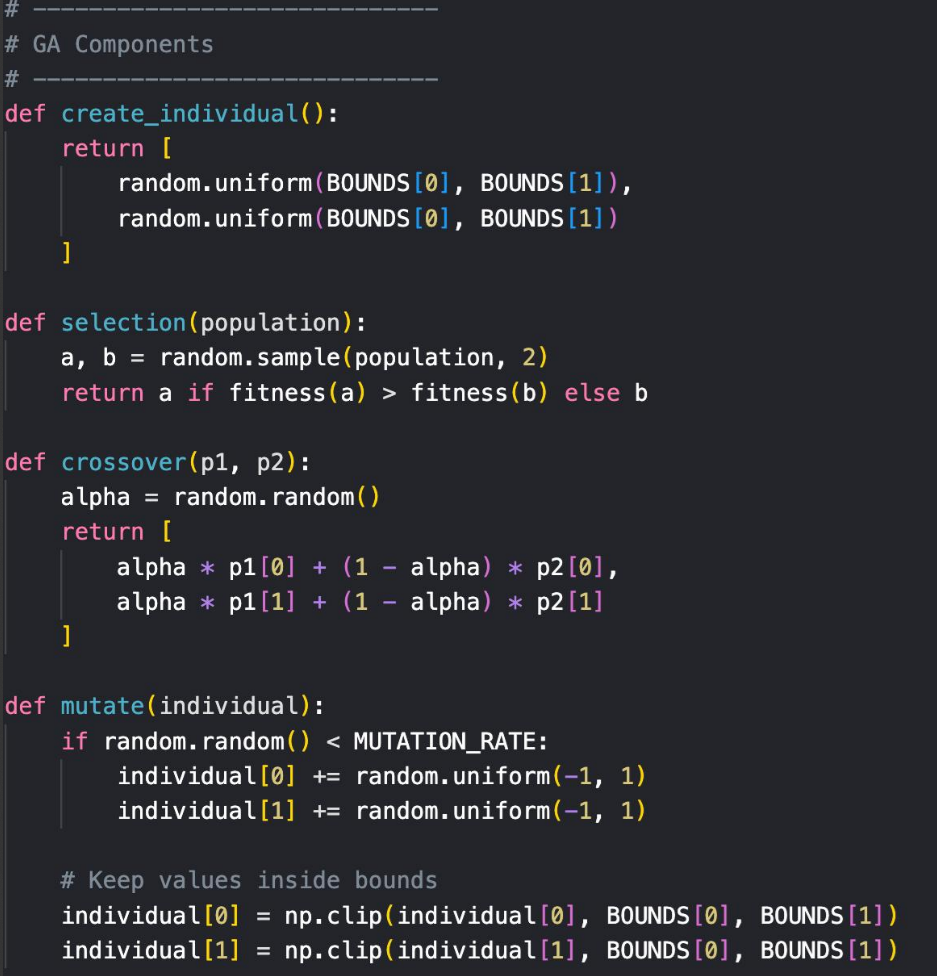 # -----------------------------
# GA Components
# -----------------------------
def create_individual():
    return [
        random.uniform(BOUNDS[0], BOUNDS[1]),
        random.uniform(BOUNDS[0], BOUNDS[1])
    ]

def selection(population):
    a, b = random.sample(population, 2)
    return a if fitness(a) > fitness(b) else b

def crossover(p1, p2):
    alpha = random.random()
    return [
        alpha * p1[0] + (1 - alpha) * p2[0],
        alpha * p1[1] + (1 - alpha) * p2[1]
    ]

def mutate(individual):
    if random.random() < MUTATION_RATE:
        individual[0] += random.uniform(-1, 1)
        individual[1] += random.uniform(-1, 1)

    # Keep values inside bounds
    individual[0] = np.clip(individual[0], BOUNDS[0], BOUNDS[1])
    individual[1] = np.clip(individual[1], BOUNDS[0], BOUNDS[1])